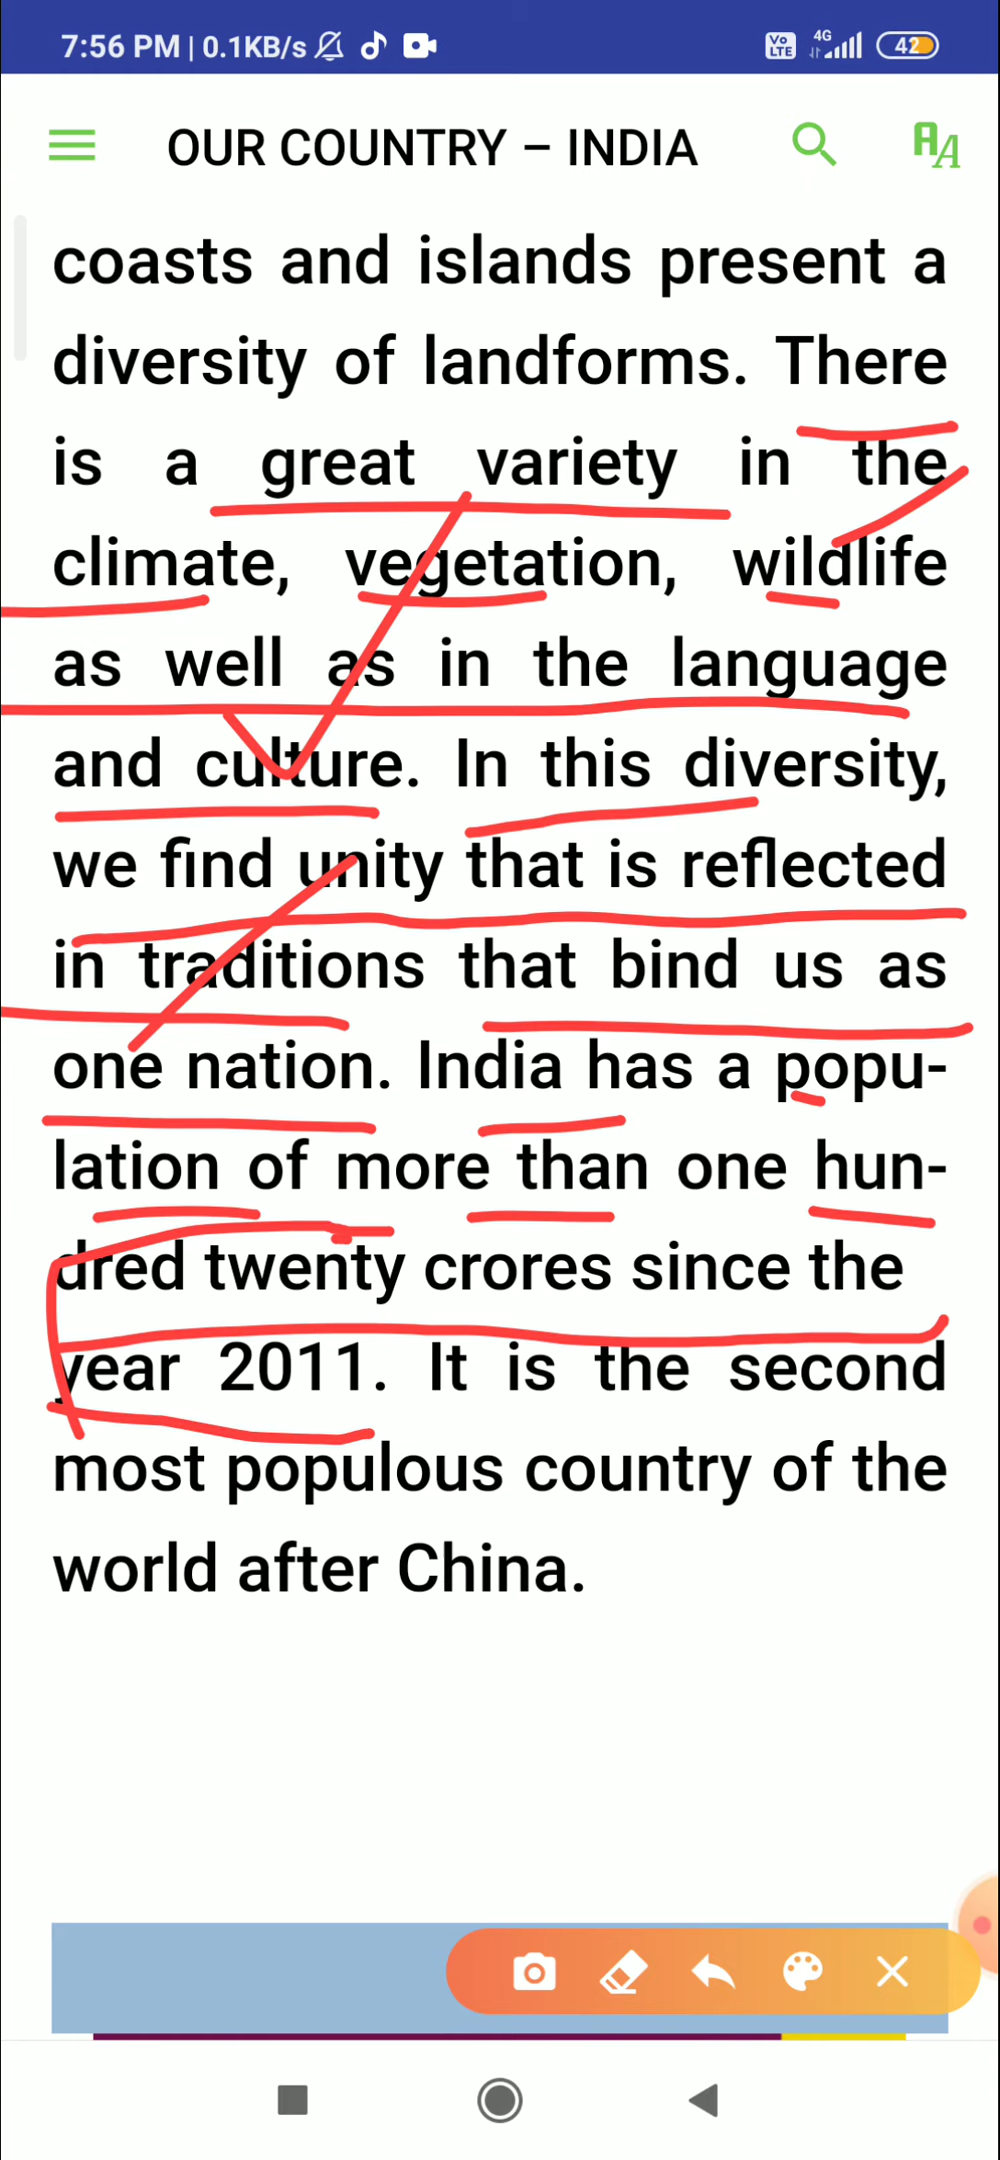 7:56 PM | 0.1KB/s Vo LTE 4G 42
OUR COUNTRY – INDIA AA
coasts and islands present a
diversity of landforms. There
is a great variety in the
climate, vegetation, wildlife
as well as in the language
and culture. In this diversity,
we find unity that is reflected
in traditions that bind us as
one nation. India has a popu-
lation of more than one hun-
dred twenty crores since the
year 2011. It is the second
most populous country of the
world after China.